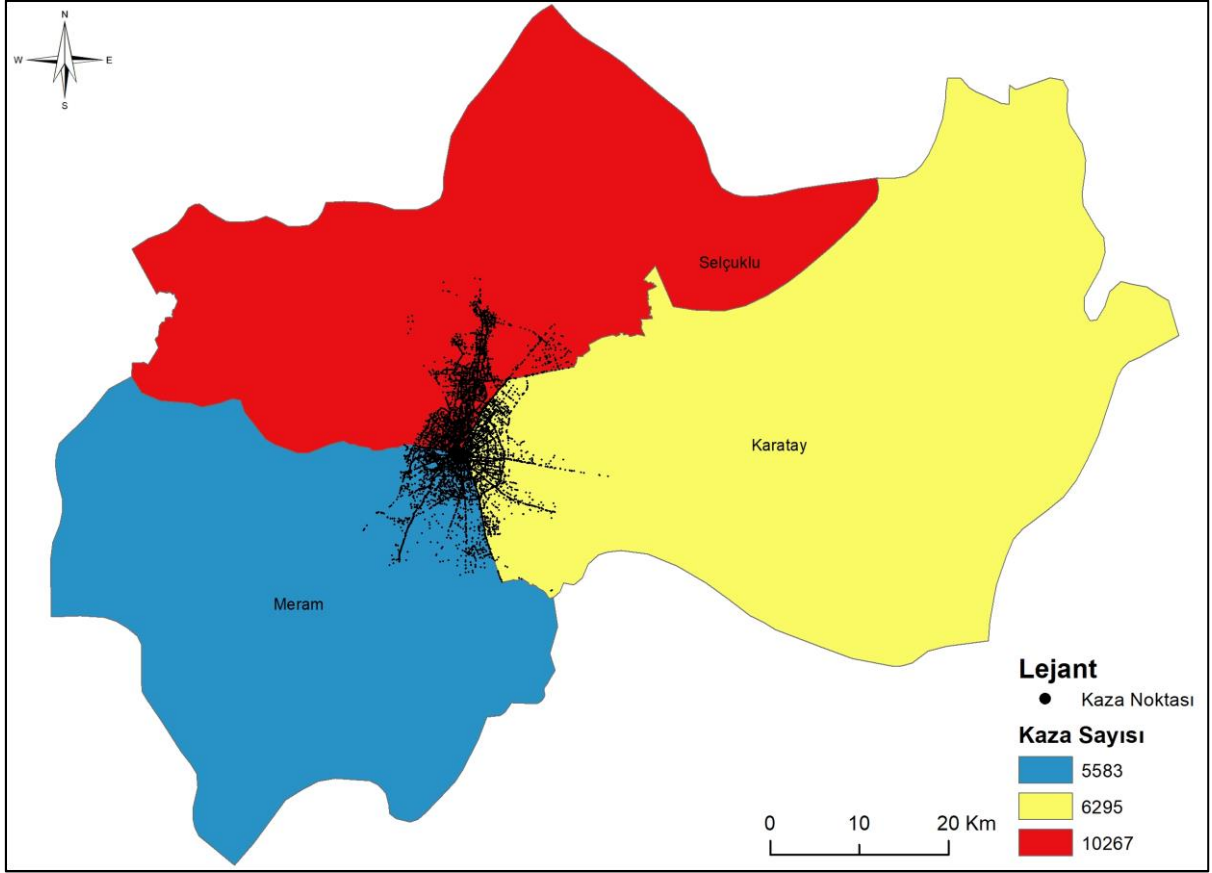 N
W E
S
Selçuklu
Karatay
Meram
Lejant
Kaza Noktası
Kaza Sayısı
5583
6295
10267
0 10 20 Km